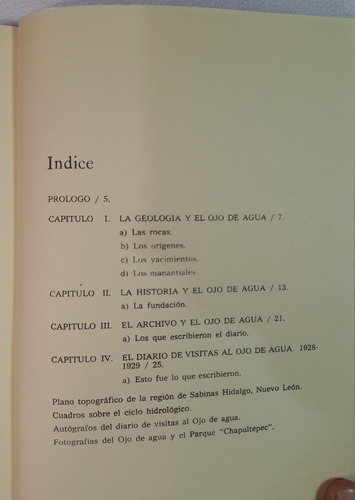 Indice
PROLOGO / 5.
CAPITULO I. LA GEOLOGIA Y EL OJO DE AGUA / 7.
a) Las rocas.
b) Los orígenes.
c) Los yacimientos.
d) Los manantiales.
CAPITULO II. LA HISTORIA Y EL OJO DE AGUA / 13.
a) La fundación.
CAPITULO III. EL ARCHIVO Y EL OJO DE AGUA / 21.
a) Los que escribieron el diario.
CAPITULO IV. EL DIARIO DE VISITAS AL OJO DE AGUA. 1928-
1929 / 25.
a) Esto fue lo que escribieron.
Plano topográfico de la región de Sabinas Hidalgo, Nuevo León.
Cuadros sobre el ciclo hidrológico.
Autógrafos del diario de visitas al Ojo de agua.
Fotografías del Ojo de agua y el Parque "Chapultepec".